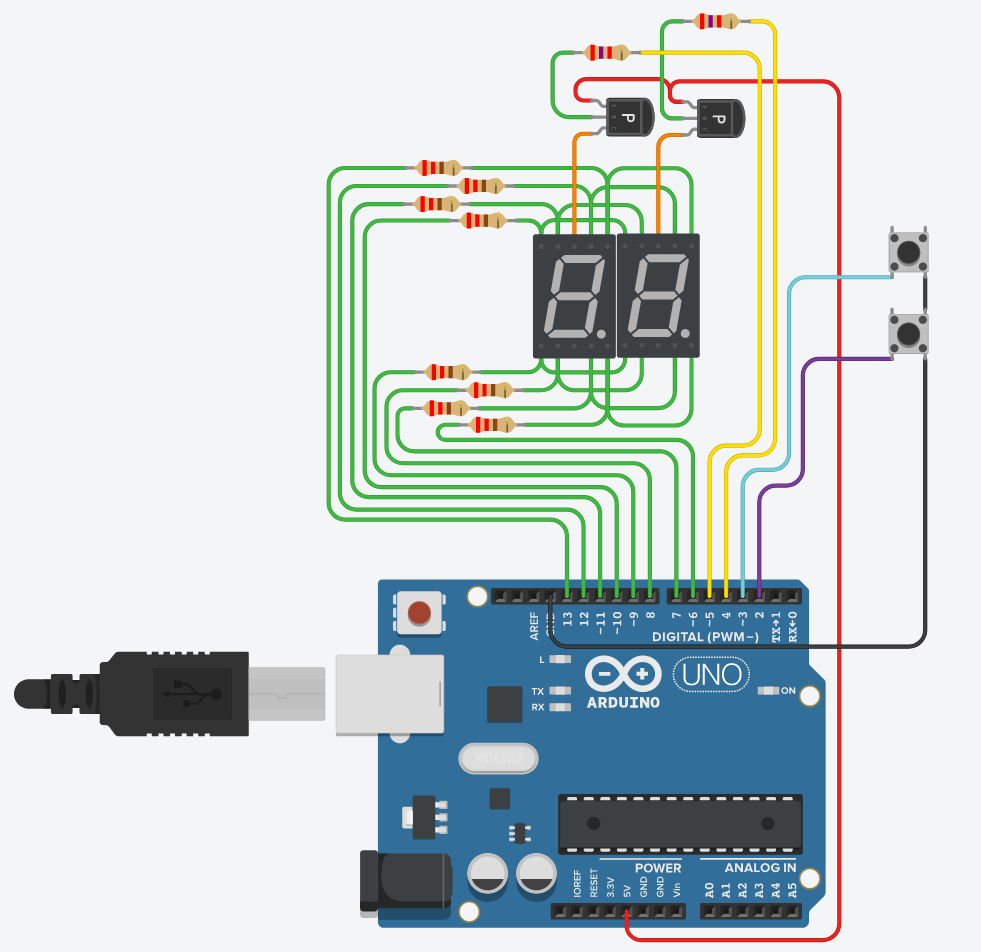 E B C P
E B C P
AREF
13
12
~11
~10
~9
8
7
~6
~5
4
~3
2
TX→1
RX←0
DIGITAL (PWM~)
L
TX
RX
UNO
ON
ARDUINO
POWER
ANALOG IN
IOREF
RESET
3.3V
5V
GND
GND
Vin
A0
A1
A2
A3
A4
A5